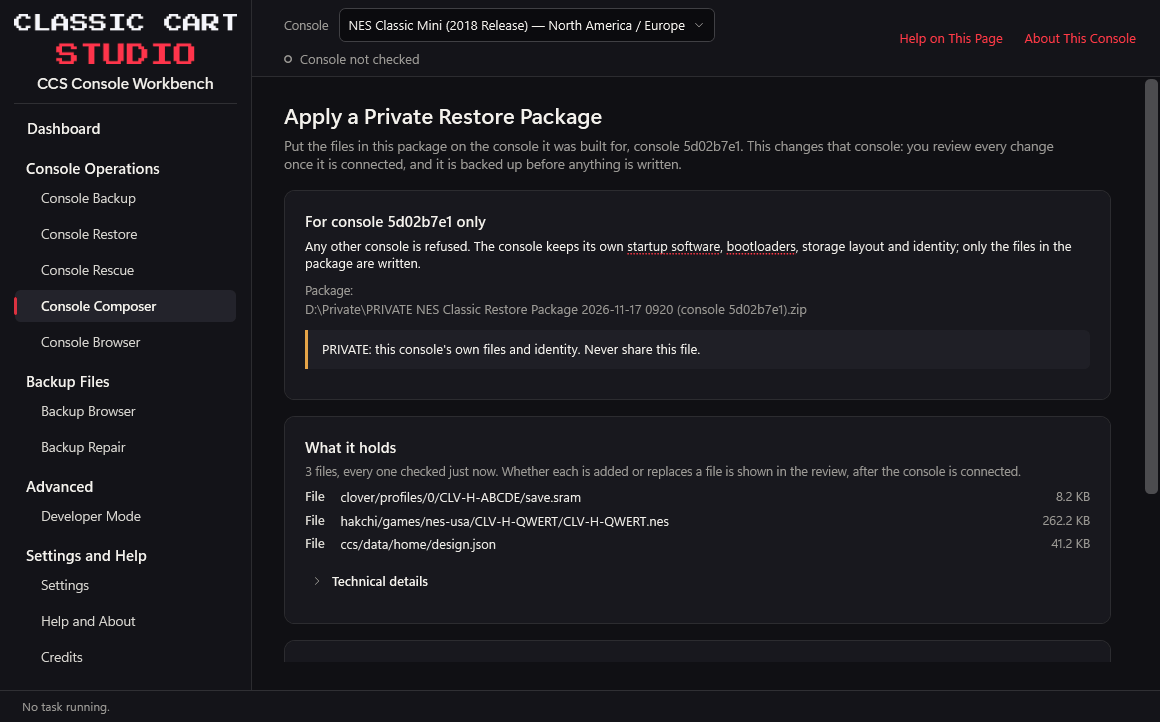 CLASSIC CART
STUDIO
CCS Console Workbench
Dashboard
Console Operations
Console Backup
Console Restore
Console Rescue
Console Composer
Console Browser
Backup Files
Backup Browser
Backup Repair
Advanced
Developer Mode
Settings and Help
Settings
Help and About
Credits
Console
NES Classic Mini (2018 Release) — North America / Europe
Console not checked
Help on This Page
About This Console
Apply a Private Restore Package
Put the files in this package on the console it was built for, console 5d02b7e1. This changes that console: you review every change
once it is connected, and it is backed up before anything is written.
For console 5d02b7e1 only
Any other console is refused. The console keeps its own startup software, bootloaders, storage layout and identity; only the files in the
package are written.
Package:
D:\Private\PRIVATE NES Classic Restore Package 2026-11-17 0920 (console 5d02b7e1).zip
PRIVATE: this console's own files and identity. Never share this file.
What it holds
3 files, every one checked just now. Whether each is added or replaces a file is shown in the review, after the console is connected.
File clover/profiles/0/CLV-H-ABCDE/save.sram 8.2 KB
File hakchi/games/nes-usa/CLV-H-QWERT/CLV-H-QWERT.nes 262.2 KB
File ccs/data/home/design.json 41.2 KB
Technical details
No task running.